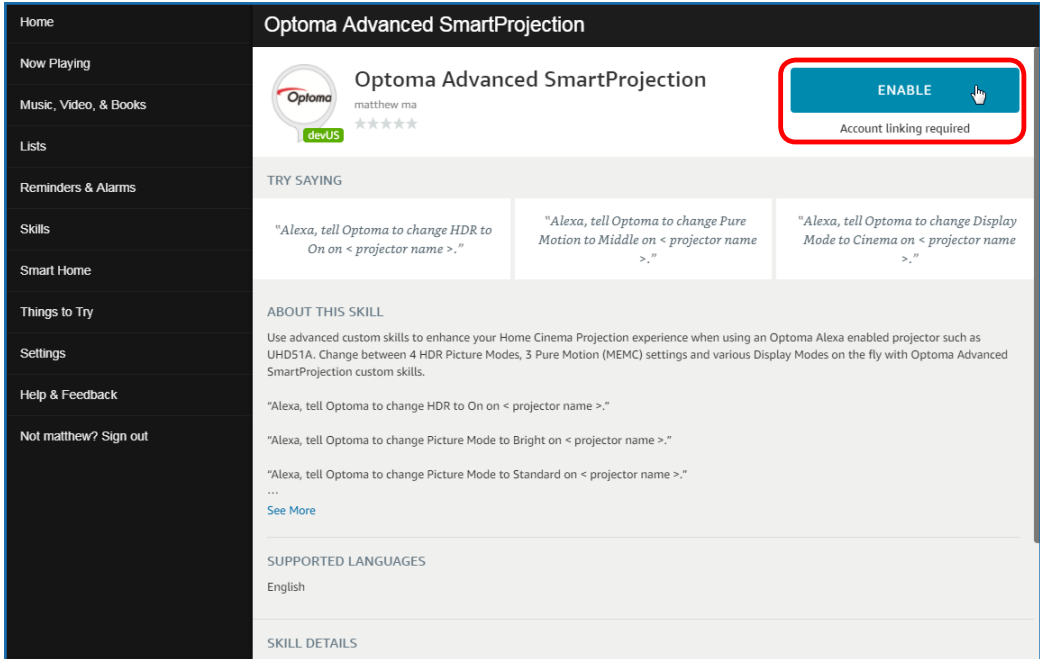 Home
Now Playing
Music, Video, & Books
Lists
Reminders & Alarms
Skills
Smart Home
Things to Try
Settings
Help & Feedback
Not matthew? Sign out
Optoma Advanced SmartProjection
Optoma
devUS
Optoma Advanced SmartProjection
matthew ma
ENABLE
Account linking required
TRY SAYING
"Alexa, tell Optoma to change HDR to
On on < projector name >."
"Alexa, tell Optoma to change Pure
Motion to Middle on < projector name
>."
"Alexa, tell Optoma to change Display
Mode to Cinema on < projector name
>."
ABOUT THIS SKILL
Use advanced custom skills to enhance your Home Cinema Projection experience when using an Optoma Alexa enabled projector such as
UHD51A. Change between 4 HDR Picture Modes, 3 Pure Motion (MEMC) settings and various Display Modes on the fly with Optoma Advanced
SmartProjection custom skills.
"Alexa, tell Optoma to change HDR to On on < projector name >."
"Alexa, tell Optoma to change Picture Mode to Bright on < projector name >."
"Alexa, tell Optoma to change Picture Mode to Standard on < projector name >."
...
See More
SUPPORTED LANGUAGES
English
SKILL DETAILS